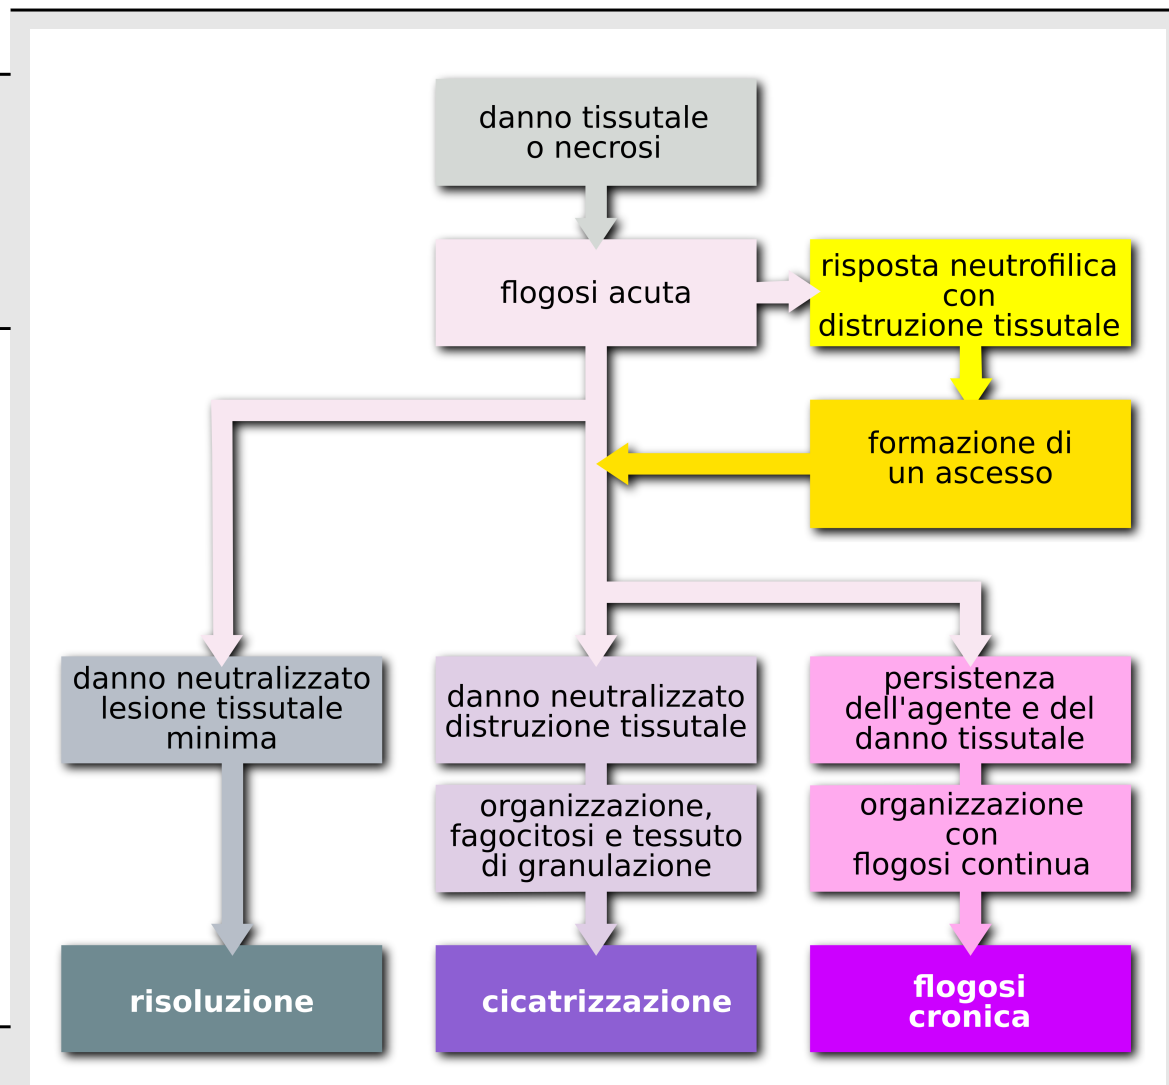 danno tissutale
o necrosi
flogosi acuta
risposta neutrofilica
con
distruzione tissutale
formazione di
un ascesso
danno neutralizzato
lesione tissutale
minima
danno neutralizzato
distruzione tissutale
persistenza
dell'agente e del
danno tissutale
organizzazione,
fagocitosi e tessuto
di granulazione
organizzazione
con
flogosi continua
risoluzione
cicatrizzazione
flogosi
cronica